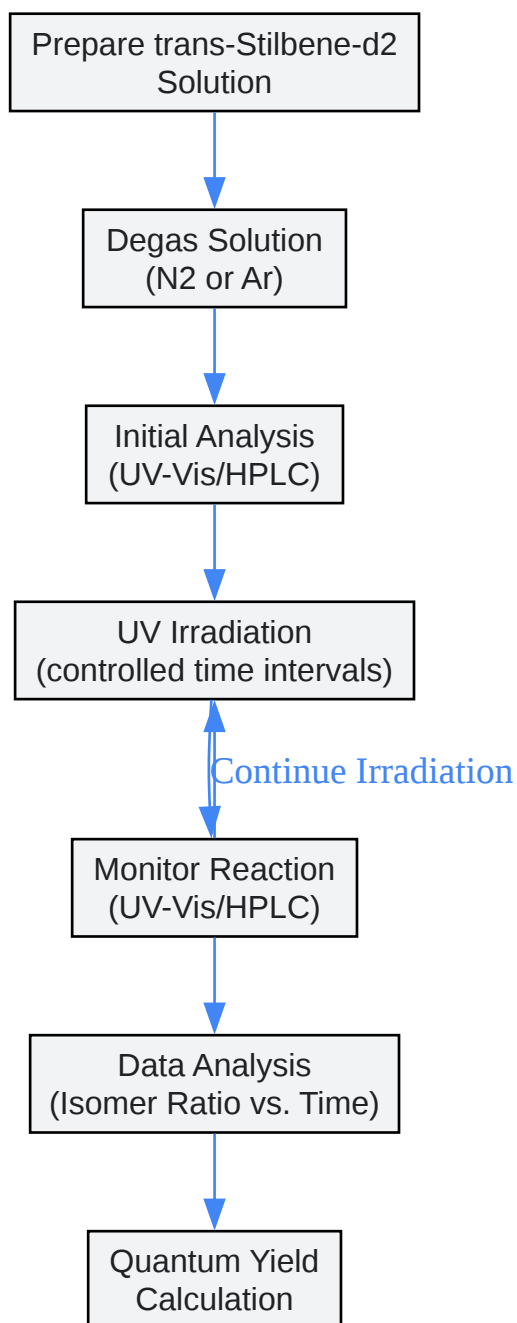 Prepare trans-Stilbene-d2
Solution
Degas Solution
(N2 or Ar)
Initial Analysis
(UV-Vis/HPLC)
UV Irradiation
(controlled time intervals)
Continue Irradiation
Monitor Reaction
(UV-Vis/HPLC)
Data Analysis
(Isomer Ratio vs. Time)
Quantum Yield
Calculation